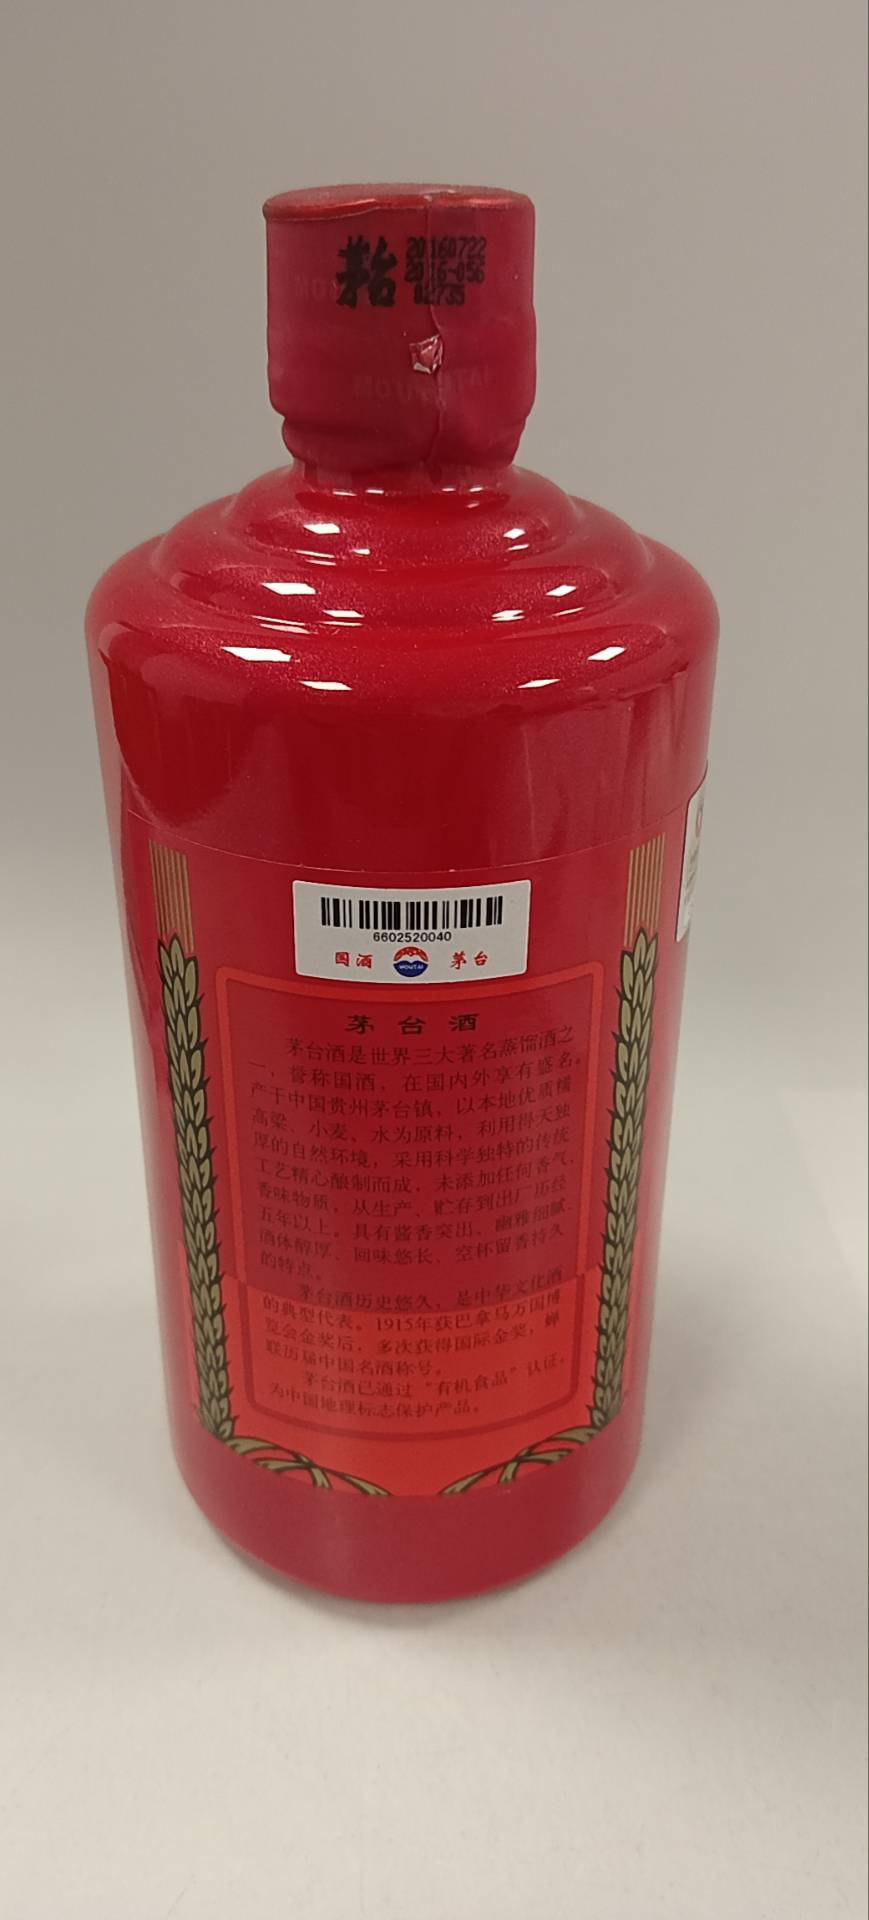 茅台
20160722
2016-056
02735
6602520040
国酒
MOUTAI
茅台
茅台酒
茅台酒是世界三大著名蒸馏酒之
一，誉称国酒，在国内外享有盛名。
产于中国贵州茅台镇，以本地优质糯
高粱、小麦、水为原料，利用得天独
厚的自然环境，采用科学独特的传统
工艺精心酿制而成，未添加任何香气、
香味物质，从生产、贮存到出厂历经
五年以上。具有酱香突出、幽雅细腻、
酒体醇厚、回味悠长、空杯留香持久
的特点。
茅台酒历史悠久，是中华文化酒
的典型代表。1915年获巴拿马万国博
览会金奖后，多次获得国际金奖，蝉
联历届中国名酒称号。
茅台酒已通过“有机食品”认证，
为中国地理标志保护产品。